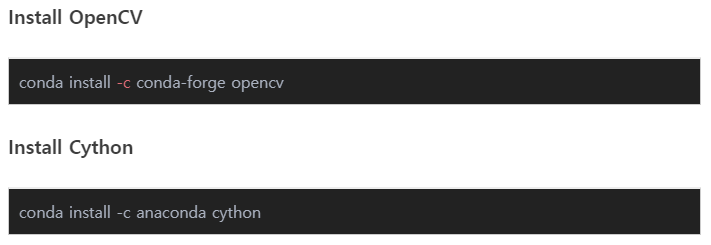 Install OpenCV
conda install -c conda-forge opencv
Install Cython
conda install -c anaconda cython